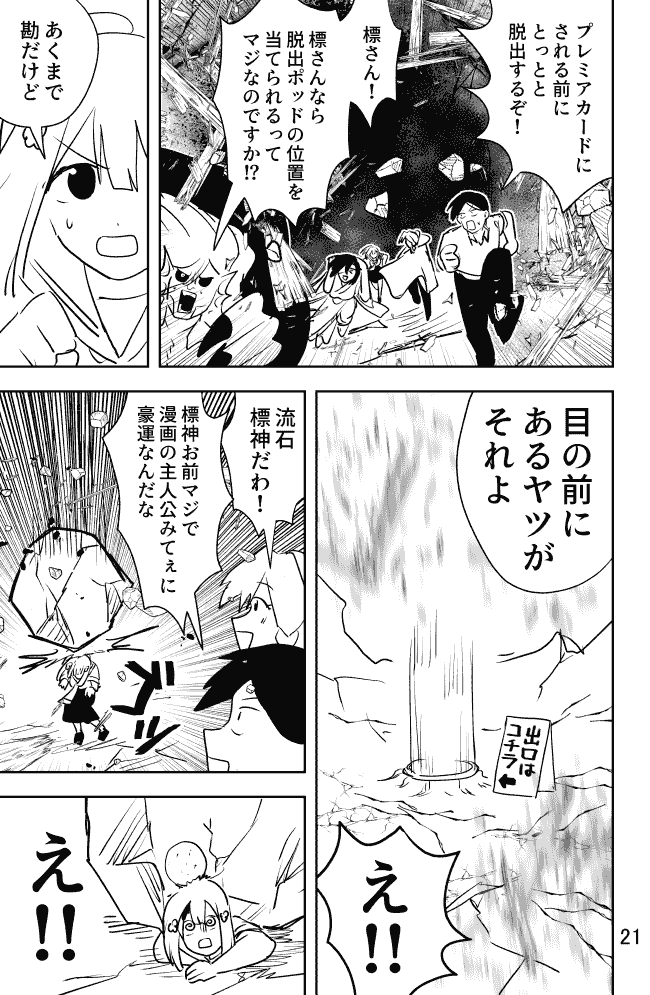 プレミアカードに
される前に
とっとと
脱出するぞ！
標さん！
標さんなら
脱出ポッドの位置を
当てられるって
マジなのですか!?
あくまで
勘だけど
目の前に
あるヤツが
それよ
出口は
コチラ
←
え!!
流石
標神だわ！
標神お前マジで
漫画の主人公みてぇに
豪運なんだな
ズズッ
え!!
21